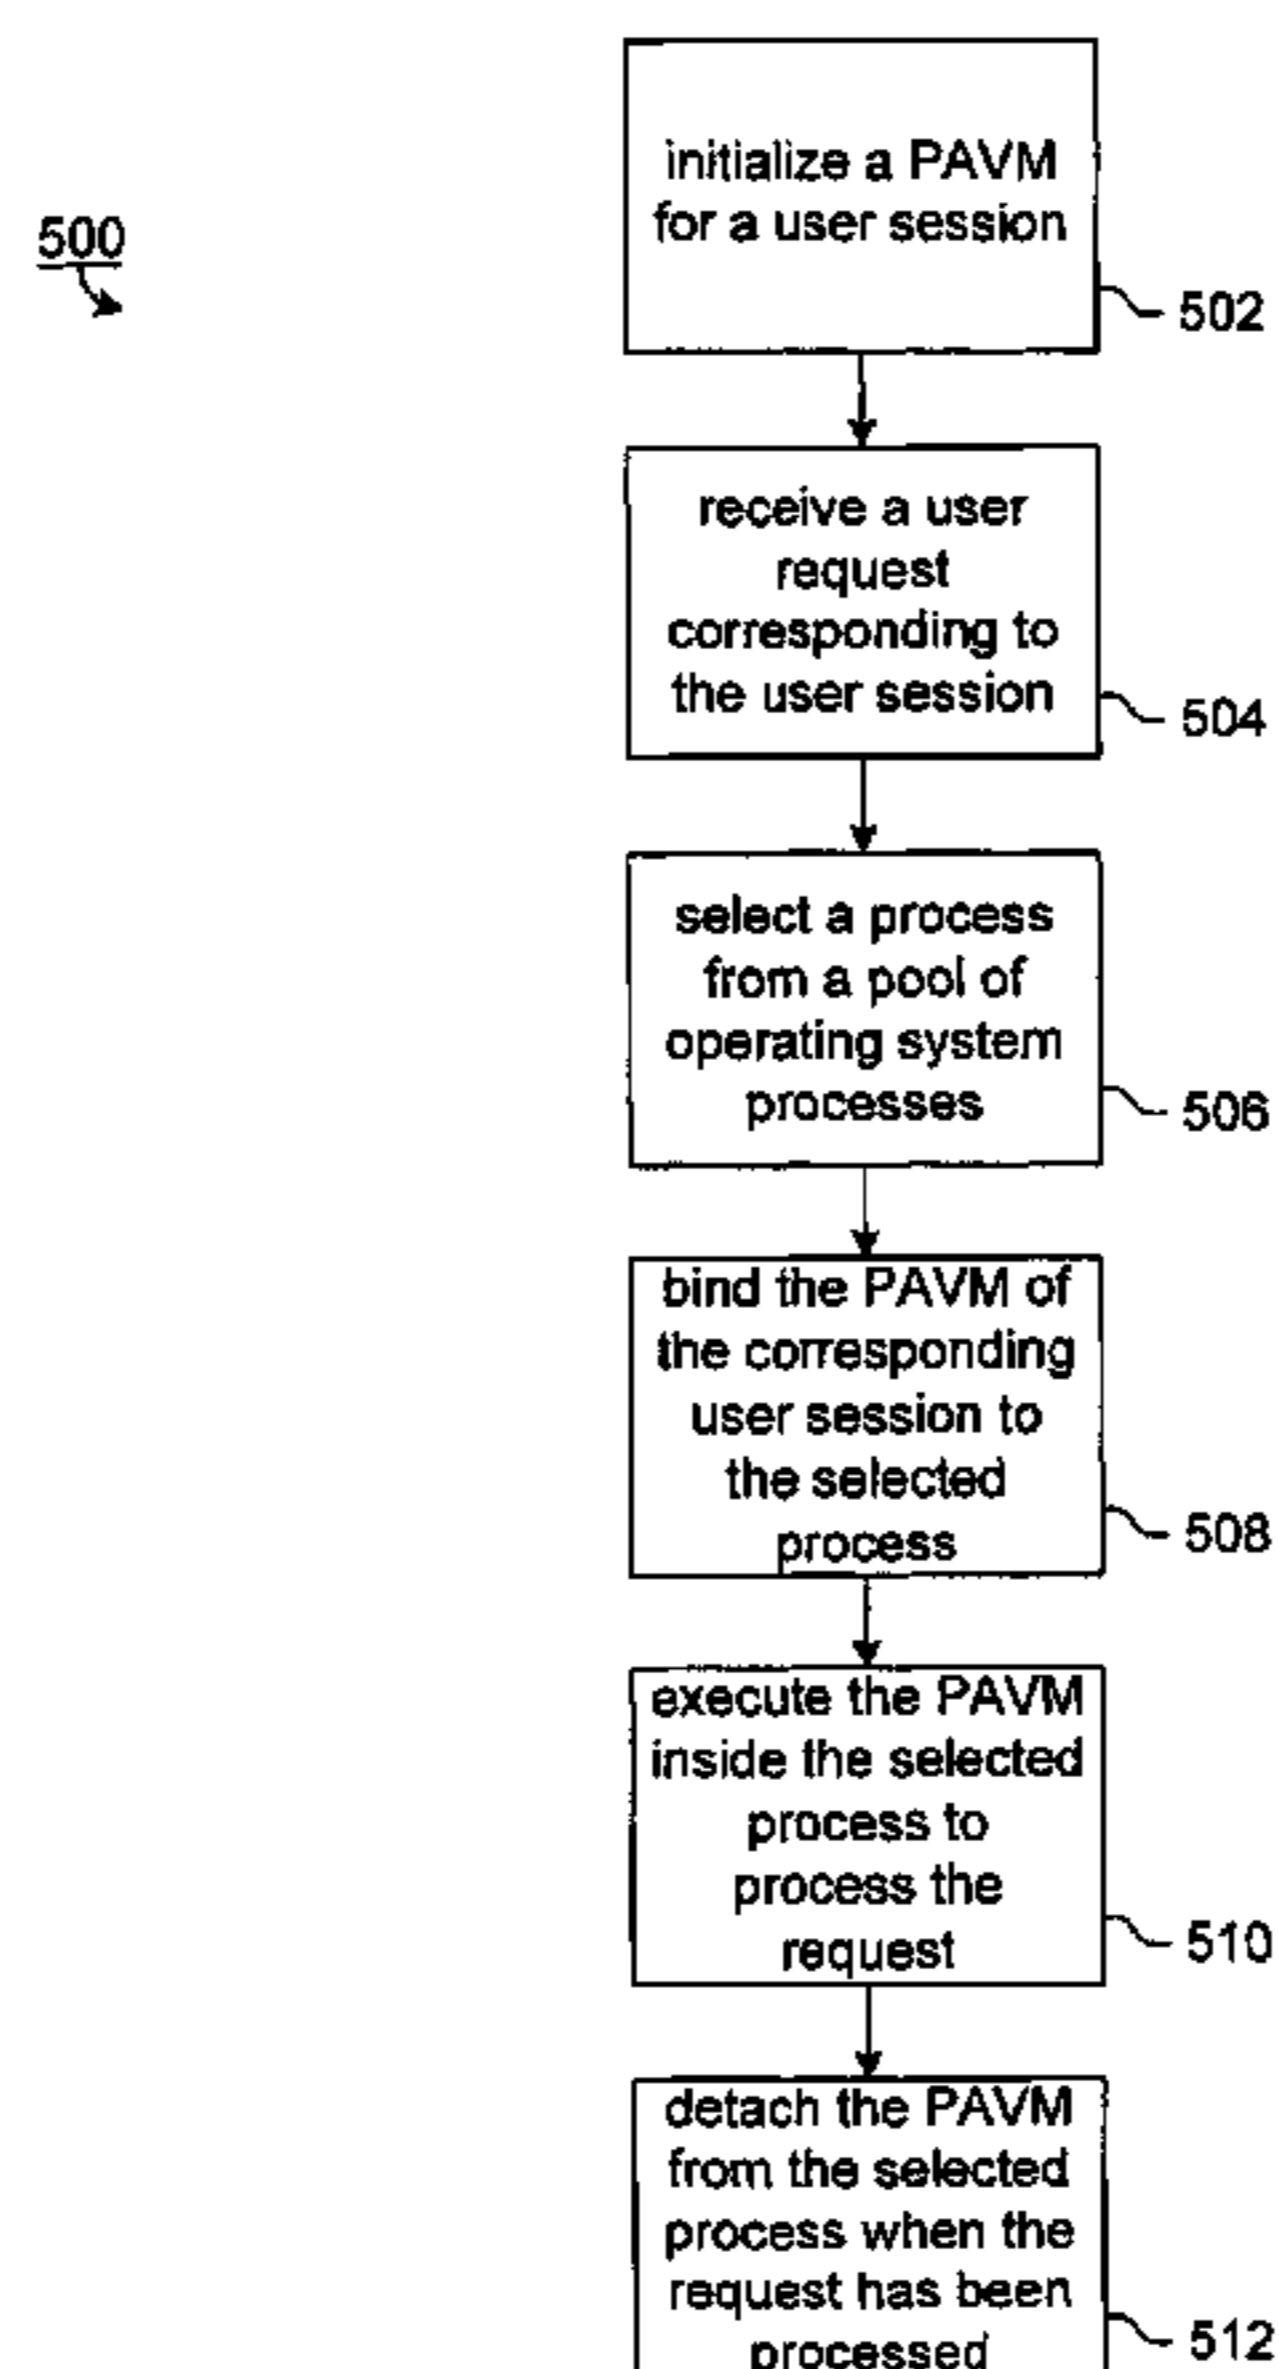 500
initialize a PAVM
for a user session
502
receive a user
request
corresponding to
the user session
504
select a process
from a pool of
operating system
processes
506
bind the PAVM of
the corresponding
user session to
the selected
process
508
execute the PAVM
inside the selected
process to
process the
request
510
detach the PAVM
from the selected
process when the
request has been
processed
512